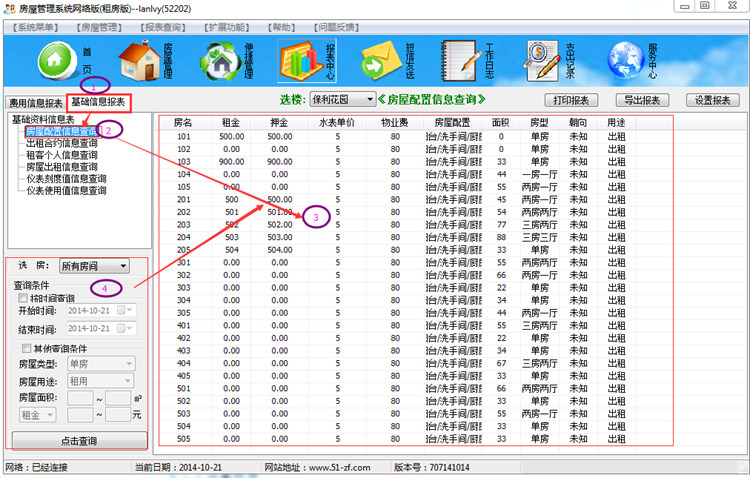 房屋管理系统网络版(租房版)--lanlvy(52202)
【系统菜单】 【房屋管理】 【报表查询】 【扩展功能】 【帮助】 【问题反馈】
首页 房屋管理 便捷管理 报表中心 短信发送 工作日志 支出记录 服务中心
费用信息报表 基础信息报表
1
选楼: 保利花园 《房屋配置信息查询》 打印报表 导出报表 设置报表
基础资料信息表
房屋配置信息查询
2
出租合约信息查询
租客个人信息查询
房屋出租信息查询
仪表刻度值信息查询
仪表使用值信息查询
选 房: 所有房间
查询条件
4
按时间查询
开始时间: 2014-10-21
结束时间: 2014-10-21
其他查询条件
房屋类型: 单房
房屋用途: 租用
房屋面积: ~ m²
租金 ~ 元
点击查询
房名 租金 押金 水表单价 物业费 房屋配置 面积 房型 朝向 用途
101 500.00 500.00 5 80 台/洗手间/厨 0 单房 未知 出租
102 0.00 0.00 5 80 台/洗手间/厨 0 单房 未知 出租
103 900.00 900.00 5 80 台/洗手间/厨 33 单房 未知 出租
104 0.00 0.00 5 80 台/洗手间/厨 44 一房一厅 未知 出租
105 0.00 0.00 5 80 台/洗手间/厨 55 两房一厅 未知 出租
201 500 500.00 5 80 台/洗手间/厨 45 两房一厅 未知 出租
202 501 501.00 3 5 80 台/洗手间/厨 54 两房两厅 未知 出租
203 502 502.00 5 80 台/洗手间/厨 77 三房两厅 未知 出租
204 503 503.00 5 80 台/洗手间/厨 88 三房三厅 未知 出租
205 504 504.00 5 80 台/洗手间/厨 33 单房 未知 出租
301 0.00 0.00 5 80 台/洗手间/厨 55 两房两厅 未知 出租
302 0.00 0.00 5 80 台/洗手间/厨 66 两房一厅 未知 出租
303 0.00 0.00 5 80 台/洗手间/厨 22 单房 未知 出租
304 0.00 0.00 5 80 台/洗手间/厨 34 单房 未知 出租
305 0.00 0.00 5 80 台/洗手间/厨 44 两房一厅 未知 出租
401 0.00 0.00 5 80 台/洗手间/厨 55 三房两厅 未知 出租
402 0.00 0.00 5 80 台/洗手间/厨 22 单房 未知 出租
403 0.00 0.00 5 80 台/洗手间/厨 34 单房 未知 出租
404 0.00 0.00 5 80 台/洗手间/厨 67 三房两厅 未知 出租
405 0.00 0.00 5 80 台/洗手间/厨 33 单房 未知 出租
501 0.00 0.00 5 80 台/洗手间/厨 66 两房两厅 未知 出租
502 0.00 0.00 5 80 台/洗手间/厨 33 单房 未知 出租
503 0.00 0.00 5 80 台/洗手间/厨 55 两房一厅 未知 出租
504 0.00 0.00 5 80 台/洗手间/厨 33 单房 未知 出租
505 0.00 0.00 5 80 台/洗手间/厨 33 单房 未知 出租
网络：已经连接 当前日期：2014-10-21 网站地址：www.51-zf.com 版本号：707141014